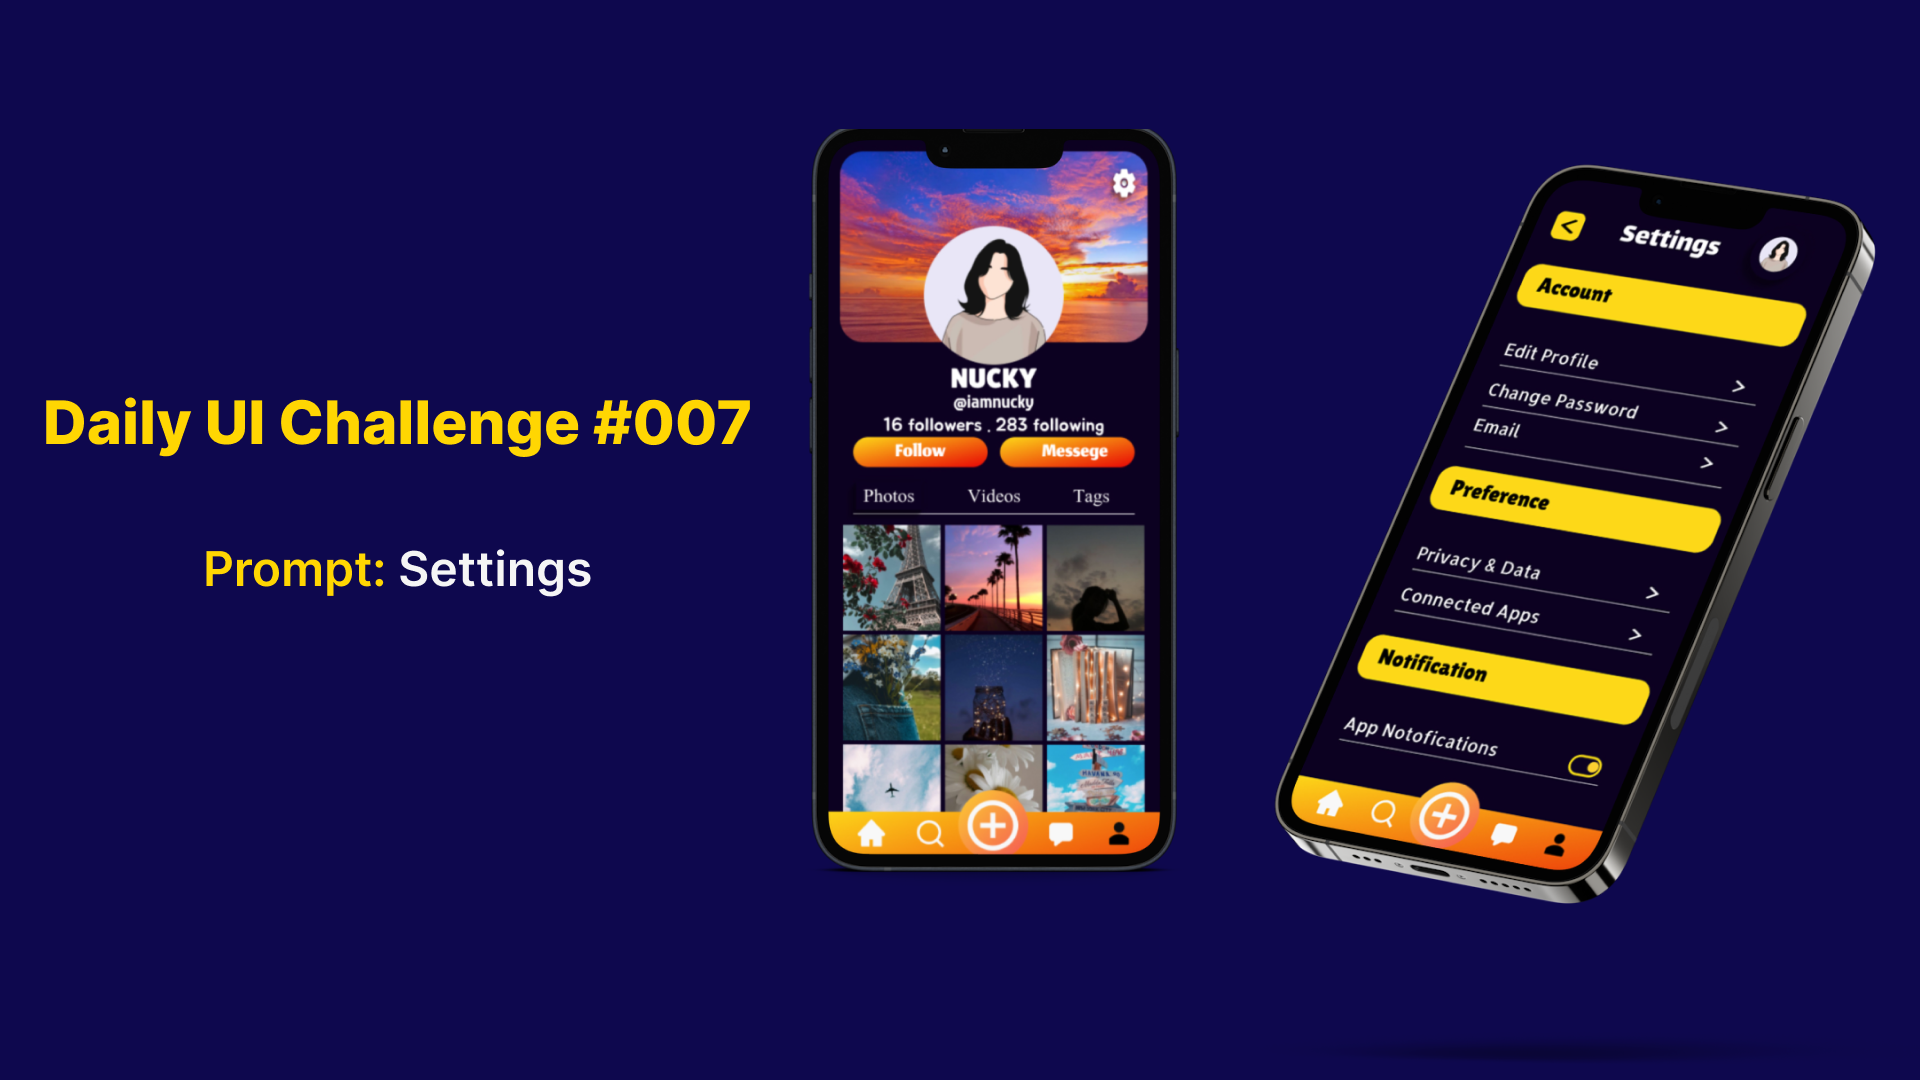 Daily UI Challenge #007
Prompt: Settings
NUCKY
@iamnucky
16 followers . 283 following
Follow Messege
Photos Videos Tags
< Settings
Account
Edit Profile >
Change Password >
Email >
Preference
Privacy & Data >
Connected Apps >
Notification
App Notofications